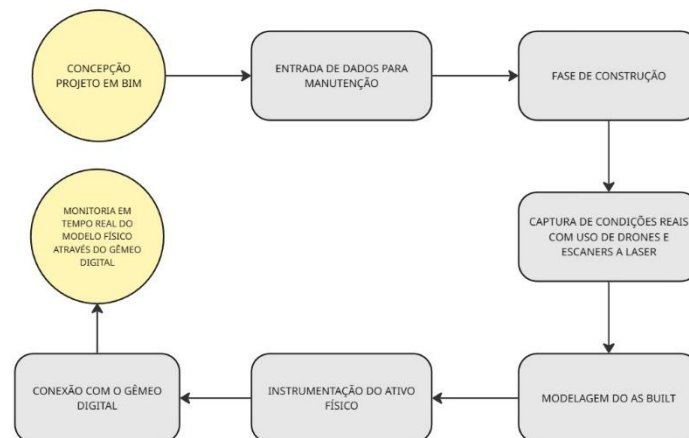 CONCEPÇÃO
PROJETO EM BIM
ENTRADA DE DADOS PARA
MANUTENÇÃO
FASE DE CONSTRUÇÃO
CAPTURA DE CONDIÇÕES REAIS
COM USO DE DRONES E
ESCANERS A LASER
MODELAGEM DO AS BUILT
INSTRUMENTAÇÃO DO ATIVO
FÍSICO
CONEXÃO COM O GÊMEO
DIGITAL
MONITORIA EM
TEMPO REAL DO
MODELO FÍSICO
ATRAVÉS DO GÊMEO
DIGITAL